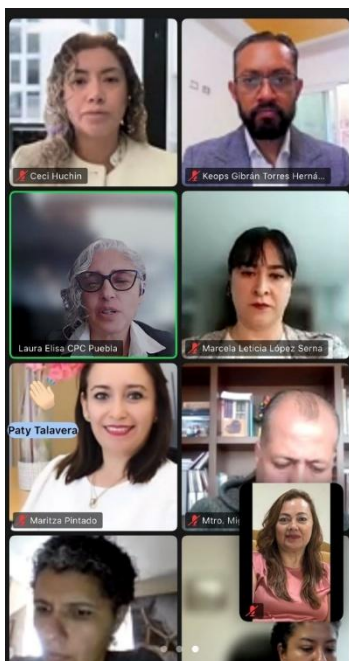 Ceci Huchin
Keops Gibrán Torres Herná...
Laura Elisa CPC Puebla
Marcela Leticia López Serna
Paty Talavera
Maritza Pintado
Mtro. Mig